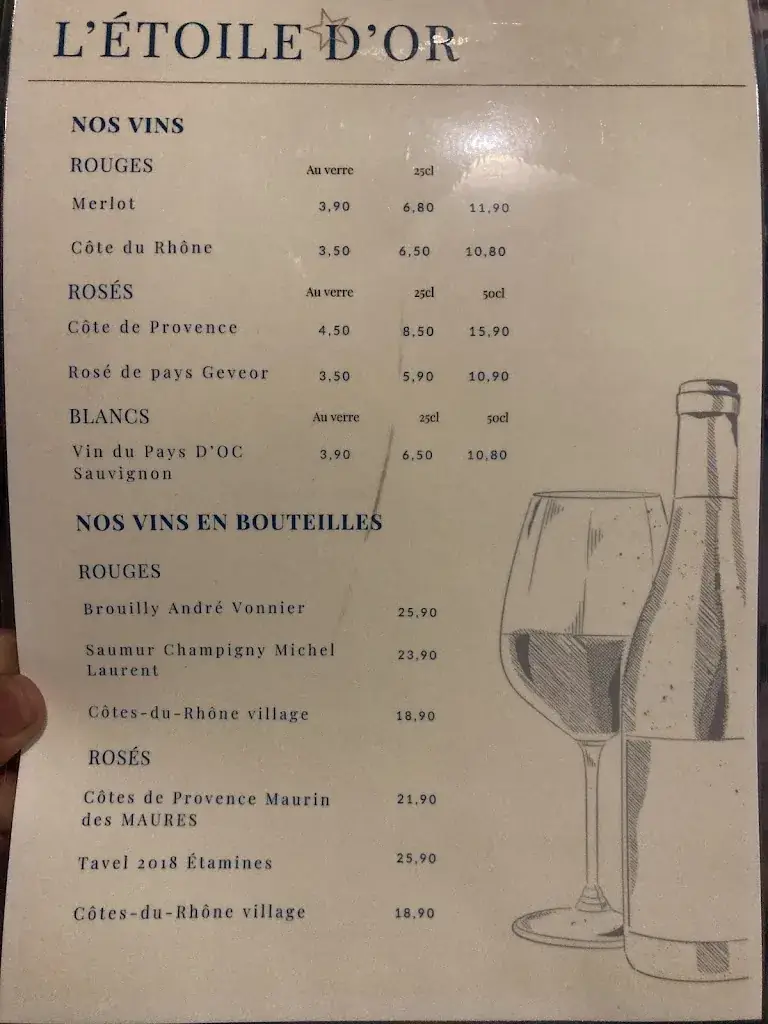 L'ÉTOILE D'OR
NOS VINS
ROUGES Au verre 25cl
Merlot 3,90 6,80 11,90
Côte du Rhône 3,50 6,50 10,80
ROSÉS Au verre 25cl 50cl
Côte de Provence 4,50 8,50 15,90
Rosé de pays Geveor 3,50 5,90 10,90
BLANCS Au verre 25cl 50cl
Vin du Pays D'OC 3,90 6,50 10,80
Sauvignon
NOS VINS EN BOUTEILLES
ROUGES
Brouilly André Vonnier 25,90
Saumur Champigny Michel 23,90
Laurent
Côtes-du-Rhône village 18,90
ROSÉS
Côtes de Provence Maurin 21,90
des MAURES
Tavel 2018 Étamines 25,90
Côtes-du-Rhône village 18,90